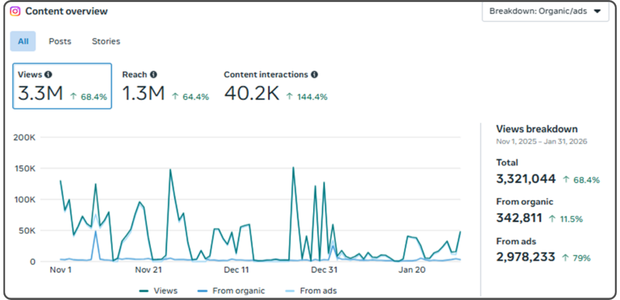 Content overview
Breakdown: Organic/ads
All Posts Stories
Views Reach Content interactions
3.3M ↑ 68.4% 1.3M ↑ 64.4% 40.2K ↑ 144.4%
200K
150K
100K
50K
0
Nov 1 Nov 21 Dec 11 Dec 31 Jan 20
Views From organic From ads
Views breakdown
Nov 1, 2025 – Jan 31, 2026
Total
3,321,044 ↑ 68.4%
From organic
342,811 ↑ 11.5%
From ads
2,978,233 ↑ 79%